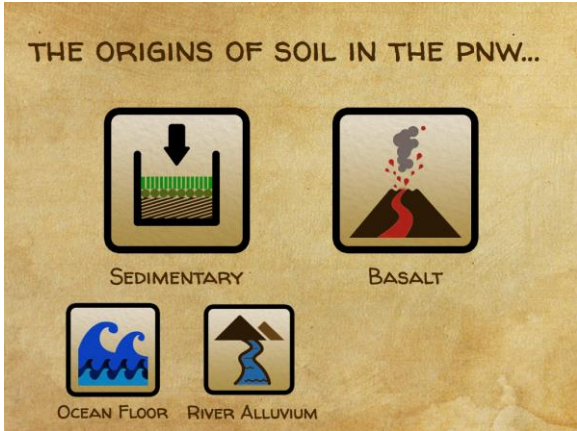 THE ORIGINS OF SOIL IN THE PNW...
SEDIMENTARY
BASALT
OCEAN FLOOR
RIVER ALLUVIUM